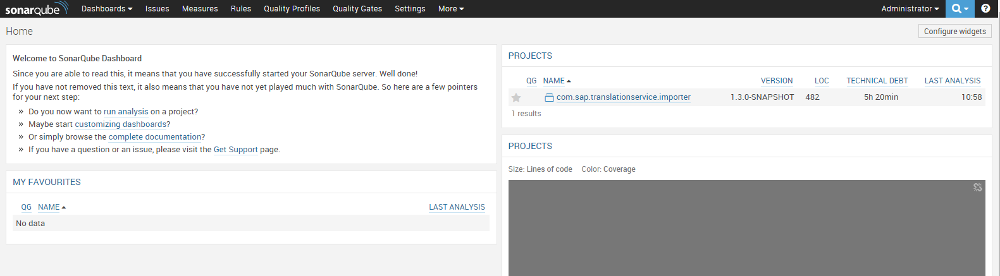 sonarqube Dashboards Issues Measures Rules Quality Profiles Quality Gates Settings More Administrator ?
Home Configure widgets
Welcome to SonarQube Dashboard
Since you are able to read this, it means that you have successfully started your SonarQube server. Well done!
If you have not removed this text, it also means that you have not yet played much with SonarQube. So here are a few pointers
for your next step:
» Do you now want to run analysis on a project?
» Maybe start customizing dashboards?
» Or simply browse the complete documentation?
» If you have a question or an issue, please visit the Get Support page.
MY FAVOURITES
QG NAME LAST ANALYSIS
No data
PROJECTS
QG NAME VERSION LOC TECHNICAL DEBT LAST ANALYSIS
com.sap.translationservice.importer 1.3.0-SNAPSHOT 482 5h 20min 10:58
1 results
PROJECTS
Size: Lines of code Color: Coverage